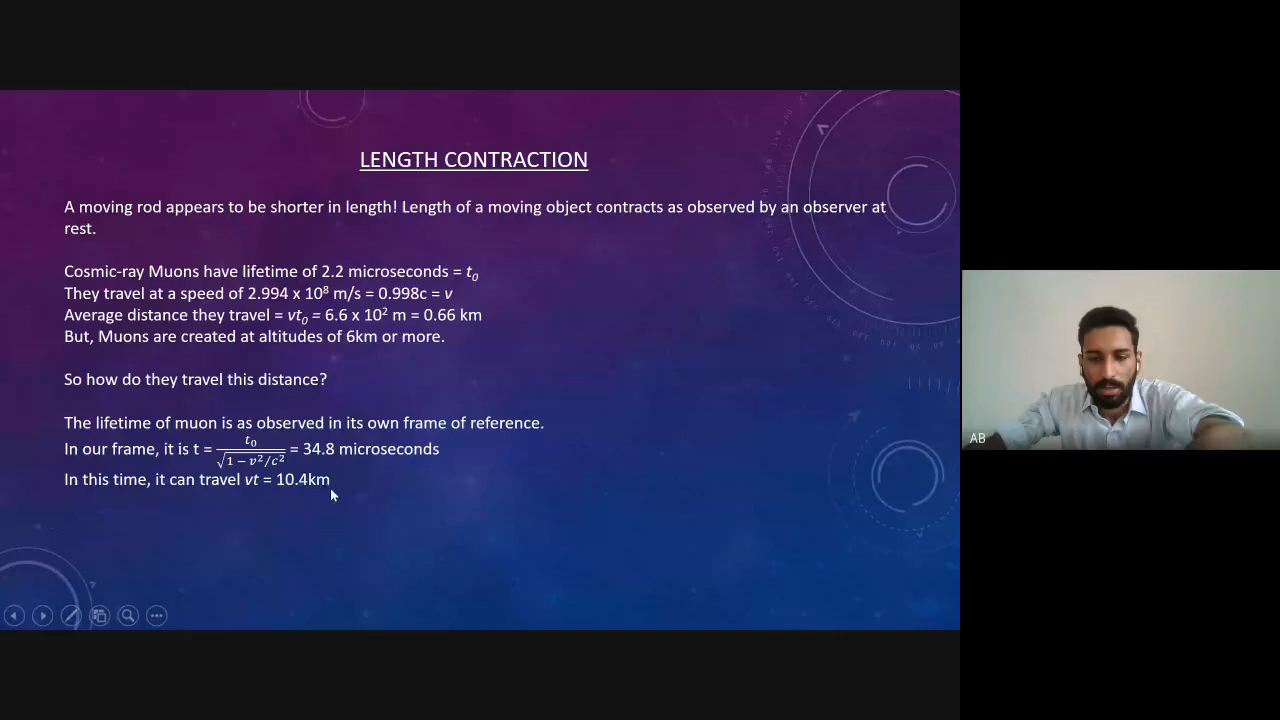 LENGTH CONTRACTION
A moving rod appears to be shorter in length! Length of a moving object contracts as observed by an observer at
rest.
Cosmic-ray Muons have lifetime of 2.2 microseconds = t₀
They travel at a speed of 2.994 x 10⁸ m/s = 0.998c = v
Average distance they travel = vt₀ = 6.6 x 10² m = 0.66 km
But, Muons are created at altitudes of 6km or more.
So how do they travel this distance?
The lifetime of muon is as observed in its own frame of reference.
In our frame, it is t = t₀/√(1 − v²/c²) = 34.8 microseconds
In this time, it can travel vt = 10.4km
AB